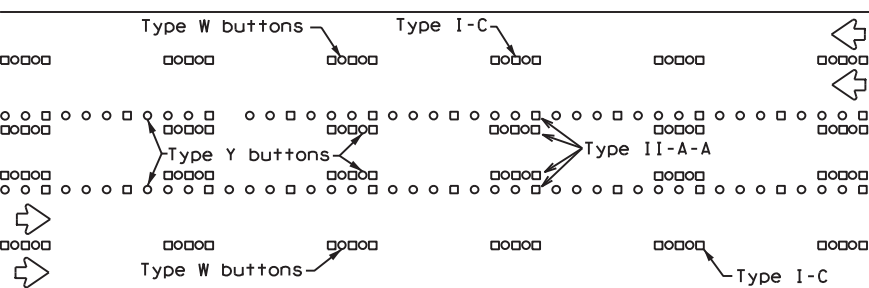 Type W buttons
Type I-C
Type Y buttons
Type II-A-A
Type W buttons
Type I-C